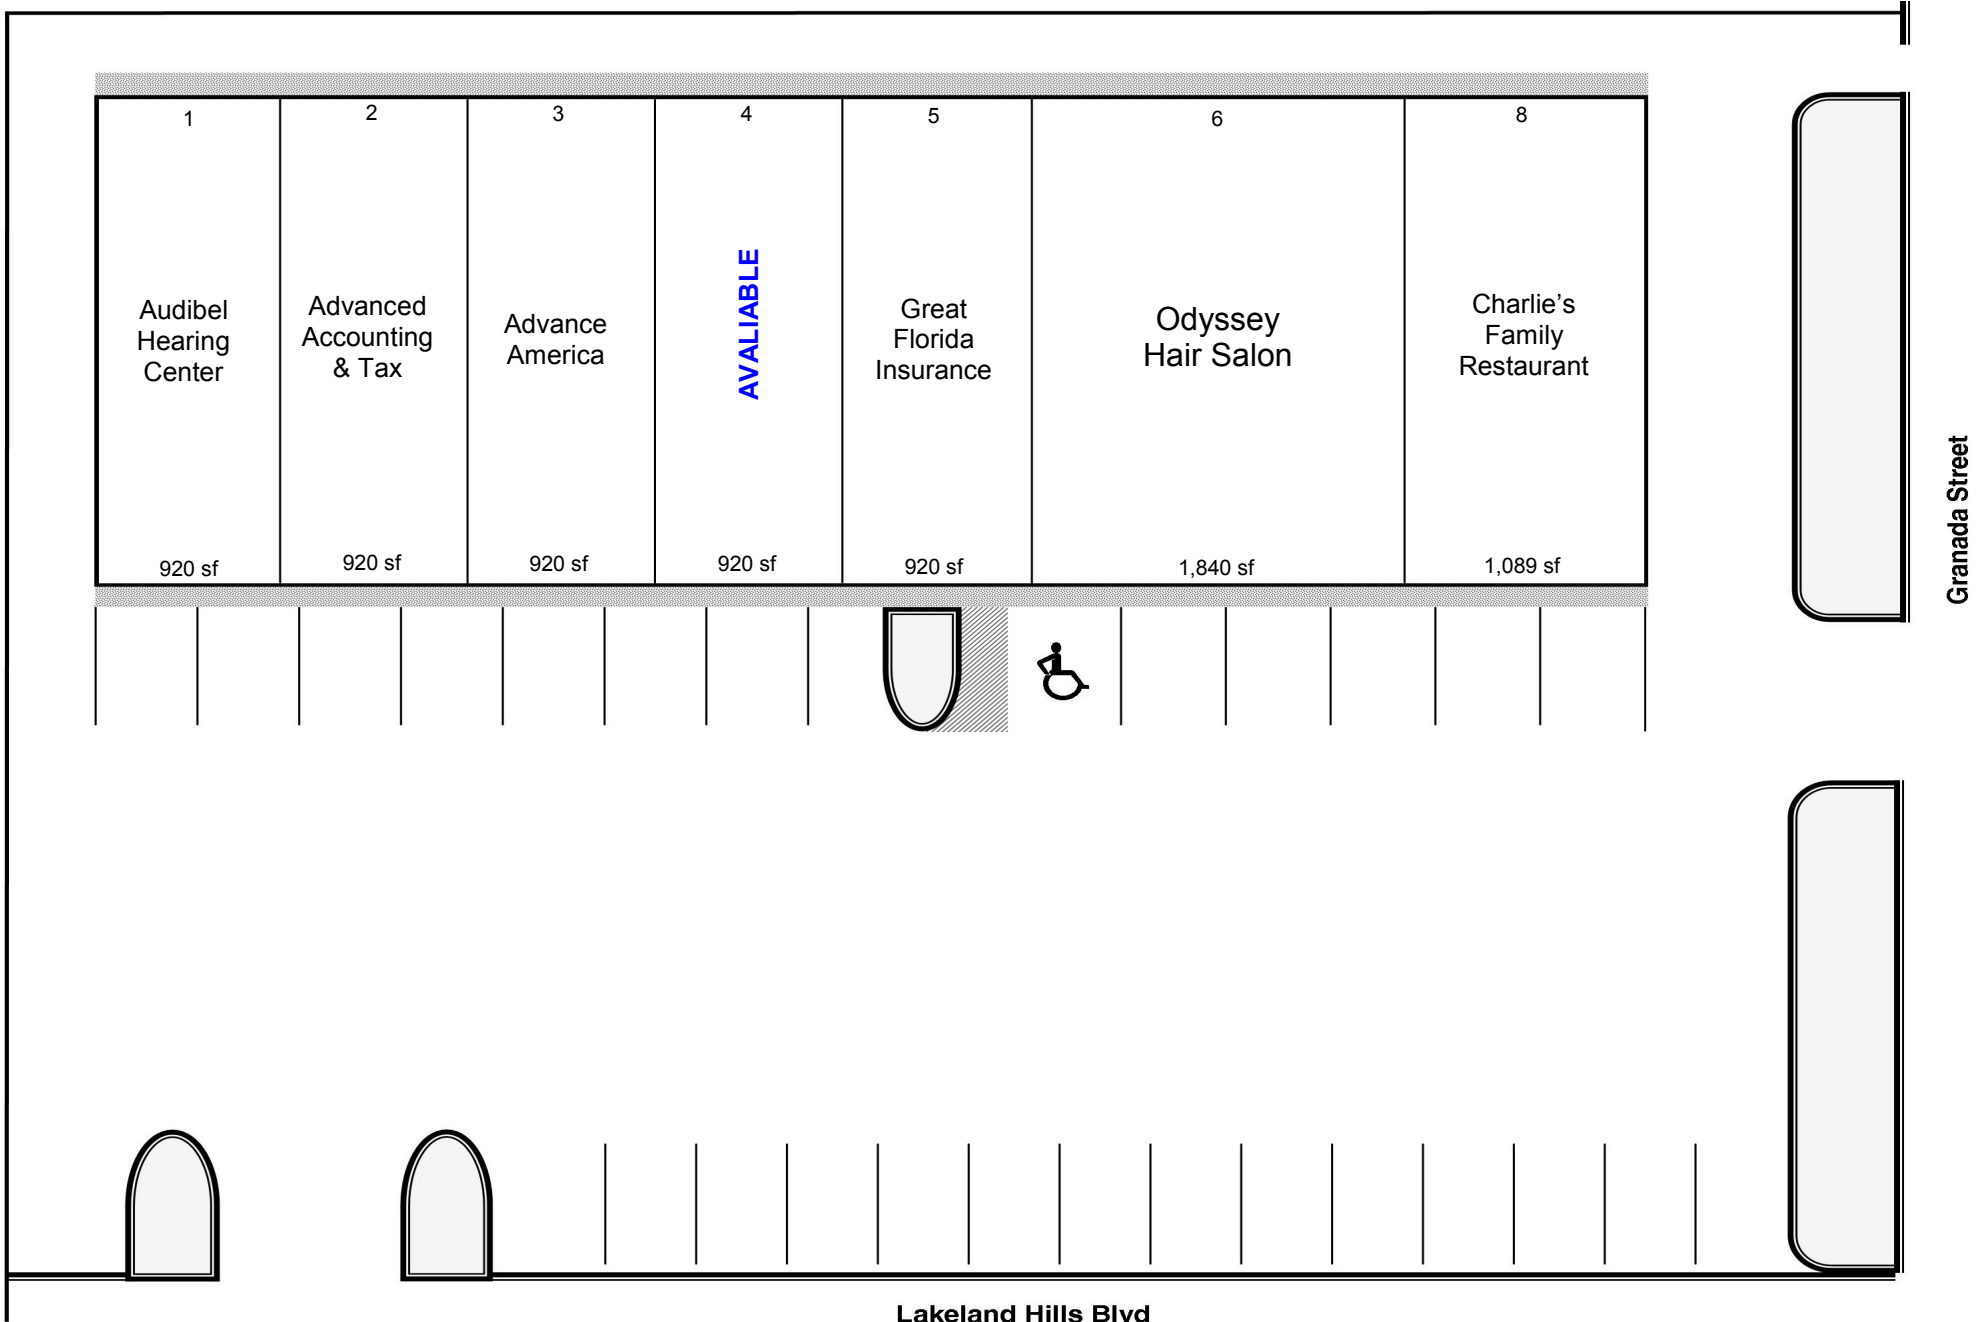 1
2
3
4
5
6
8
Audibel
Hearing
Center
Advanced
Accounting
& Tax
Advance
America
AVALIABLE
Great
Florida
Insurance
Odyssey
Hair Salon
Charlie's
Family
Restaurant
920 sf
920 sf
920 sf
920 sf
920 sf
1,840 sf
1,089 sf
Granada Street
Lakeland Hills Blvd